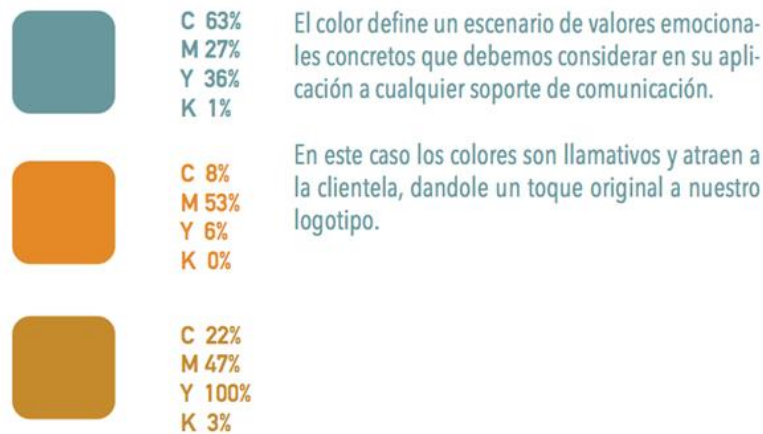 C 63%
M 27%
Y 36%
K 1%
El color define un escenario de valores emociona-
les concretos que debemos considerar en su apli-
cación a cualquier soporte de comunicación.
En este caso los colores son llamativos y atraen a
la clientela, dandole un toque original a nuestro
logotipo.
C 8%
M 53%
Y 6%
K 0%
C 22%
M 47%
Y 100%
K 3%